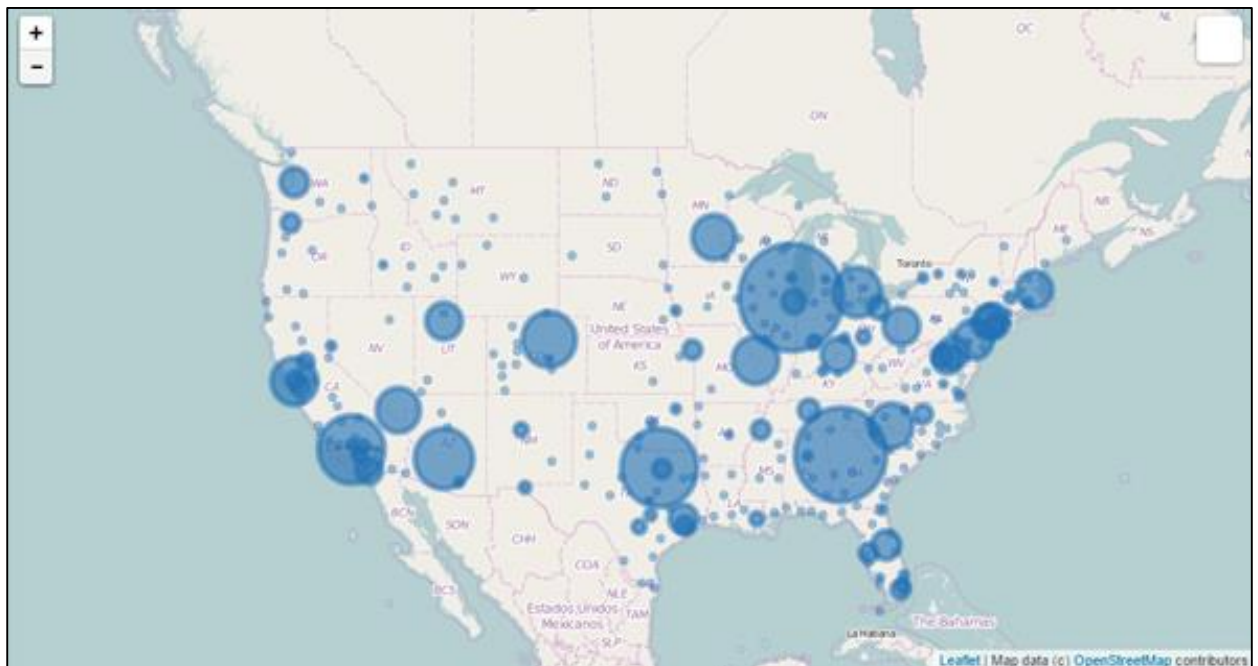 +
−
QC
NL
ON
NB
ME
NS
WA
MT
ND
MN
OR
ID
SD
WY
IA
Toronto
NV
UT
NE
United States
of America
KS
MO
KY
WV
VA
CA
AZ
NM
MS
LA
BCN
SON
CHH
COA
BCS
NLE
TAM
Estados Unidos
Mexicanos
SLP
The Bahamas
La Habana
Leaflet | Map data (c) OpenStreetMap contributors